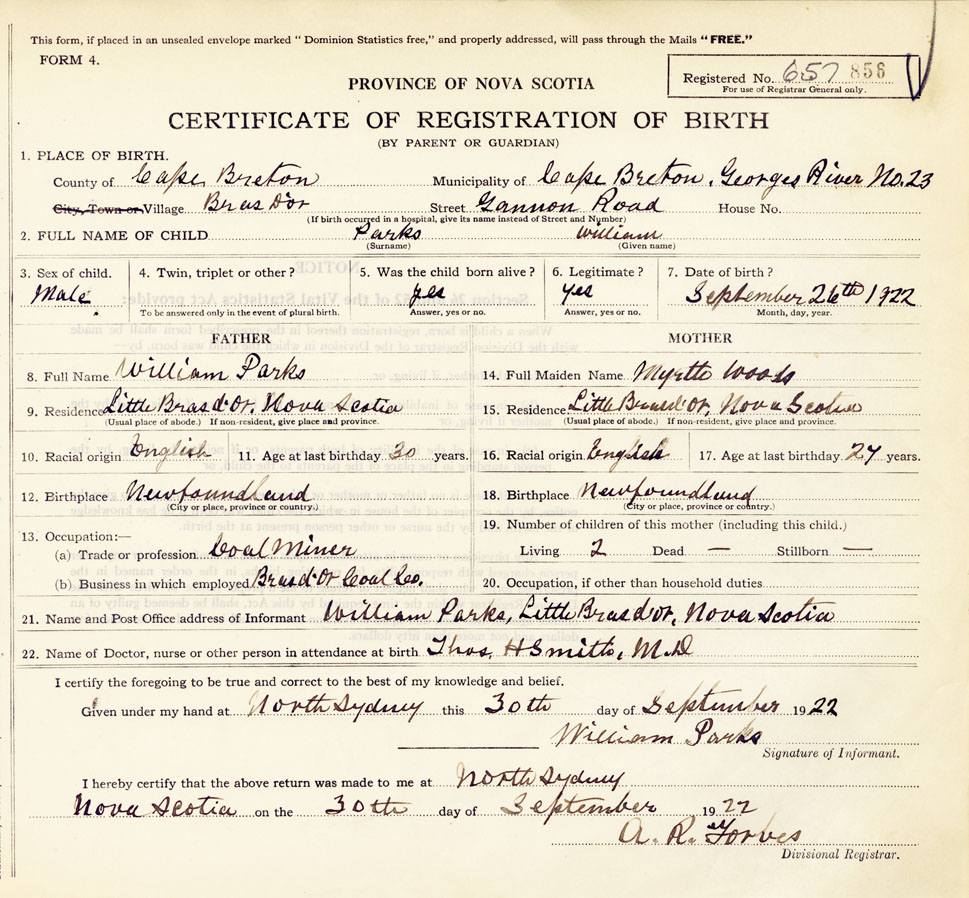 This form, if placed in an unsealed envelope marked "Dominion Statistics free," and properly addressed, will pass through the Mails "FREE."
FORM 4.
Registered No. 657 856
For use of Registrar General only.
PROVINCE OF NOVA SCOTIA
CERTIFICATE OF REGISTRATION OF BIRTH
(BY PARENT OR GUARDIAN)
1. PLACE OF BIRTH.
County of Cape Breton Municipality of Cape Breton, Georges River No. 23
City, Town or Village Bras D'or Street Gannon Road House No.
(If birth occurred in a hospital, give its name instead of Street and Number)
2. FULL NAME OF CHILD Parks William
(Surname) (Given name)
3. Sex of child. 4. Twin, triplet or other? 5. Was the child born alive? 6. Legitimate? 7. Date of birth?
Male yes yes September 26th 1922
To be answered only in the event of plural birth. Answer, yes or no. Answer, yes or no. Month, day, year.
FATHER MOTHER
8. Full Name William Parks 14. Full Maiden Name Myrtle Woods
9. Residence Little Bras d'Or, Nova Scotia 15. Residence Little Bras d'Or, Nova Scotia
(Usual place of abode.) If non-resident, give place and province. (Usual place of abode.) If non-resident, give place and province.
10. Racial origin English 11. Age at last birthday 30 years. 16. Racial origin English 17. Age at last birthday 27 years.
12. Birthplace Newfoundland 18. Birthplace Newfoundland
(City or place, province or country.) (City or place, province or country.)
19. Number of children of this mother (including this child.)
13. Occupation:—
(a) Trade or profession Coal Miner Living 2 Dead — Stillborn —
(b) Business in which employed Bras d'Or Coal Co. 20. Occupation, if other than household duties
21. Name and Post Office address of Informant William Parks, Little Bras d'or, Nova Scotia
22. Name of Doctor, nurse or other person in attendance at birth Thos. H Smith, M.D
I certify the foregoing to be true and correct to the best of my knowledge and belief.
Given under my hand at North Sydney this 30th day of September 1922
William Parks
Signature of Informant.
I hereby certify that the above return was made to me at North Sydney
Nova Scotia on the 30th day of September 1922
A. R. Forbes
Divisional Registrar.